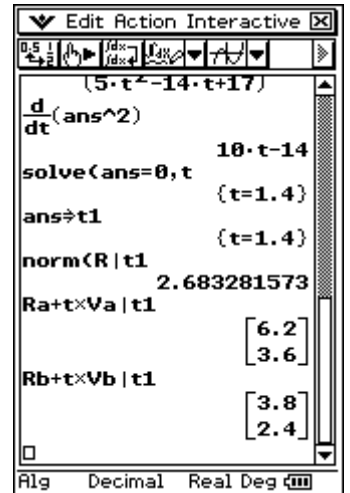 Edit Action Interactive
(5·t²-14·t+17)
d/dt(ans^2)
10·t-14
solve(ans=0,t
{t=1.4}
ans⇒t1
{t=1.4}
norm(R|t1
2.683281573
Ra+t×Va|t1
[6.2
3.6]
Rb+t×Vb|t1
[3.8
2.4]
Alg Decimal Real Deg